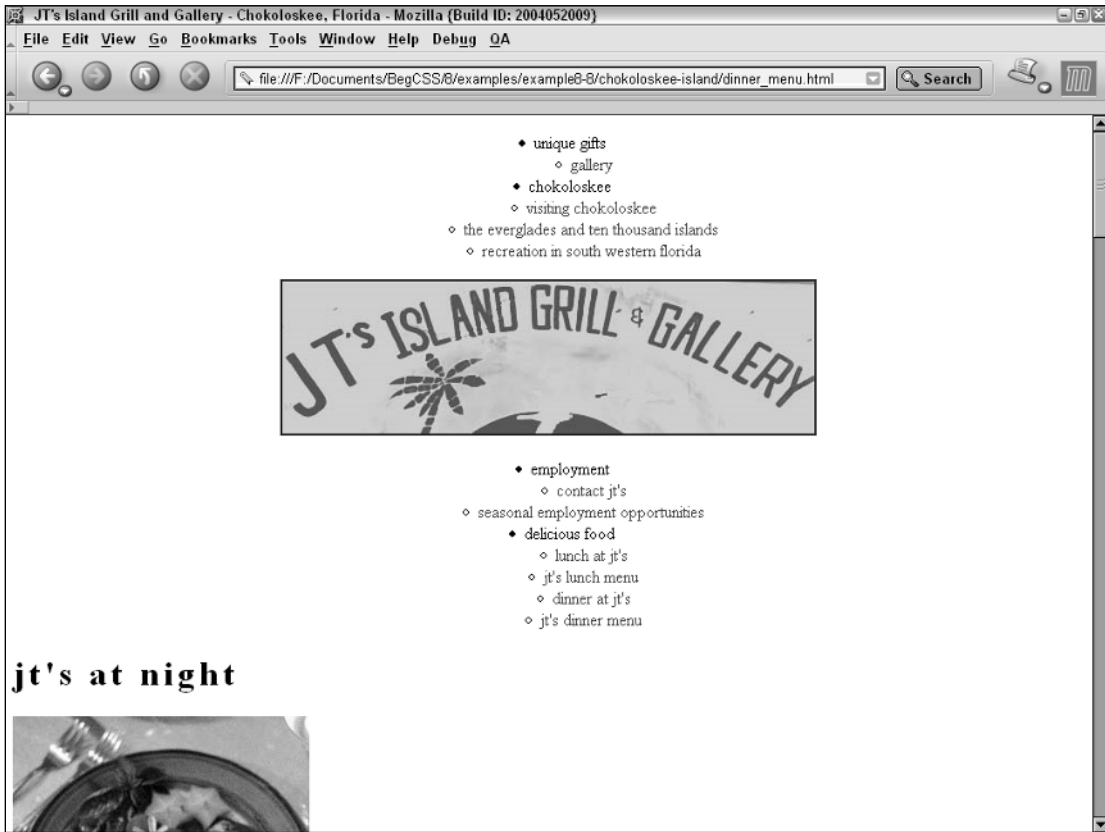 JT's Island Grill and Gallery - Chokoloskee, Florida - Mozilla {Build ID: 2004052009}
File Edit View Go Bookmarks Tools Window Help Debug QA
file:///F:/Documents/BegCSS/8/examples/example8-8/chokoloskee-island/dinner_menu.html Search
unique gifts
gallery
chokoloskee
visiting chokoloskee
the everglades and ten thousand islands
recreation in south western florida
JT's ISLAND GRILL & GALLERY
employment
contact jt's
seasonal employment opportunities
delicious food
lunch at jt's
jt's lunch menu
dinner at jt's
jt's dinner menu
jt's at night